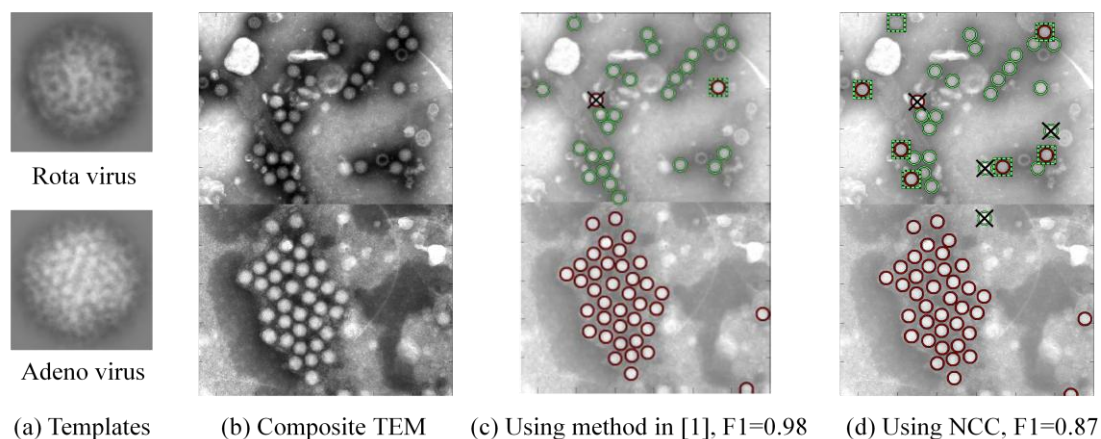 Rota virus
Adeno virus
(a) Templates
(b) Composite TEM
(c) Using method in [1], F1=0.98
(d) Using NCC, F1=0.87